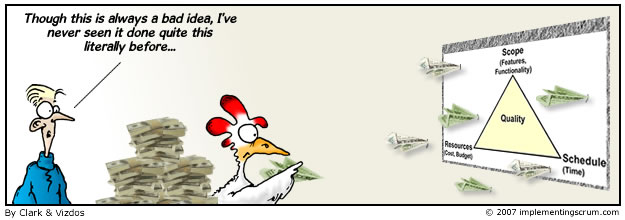 Though this is always a bad idea, I've
never seen it done quite this
literally before...
Scope
(Features,
Functionality)
Quality
Resources
(Cost, Budget)
Schedule
(Time)
By Clark & Vizdos
© 2007 implementingscrum.com